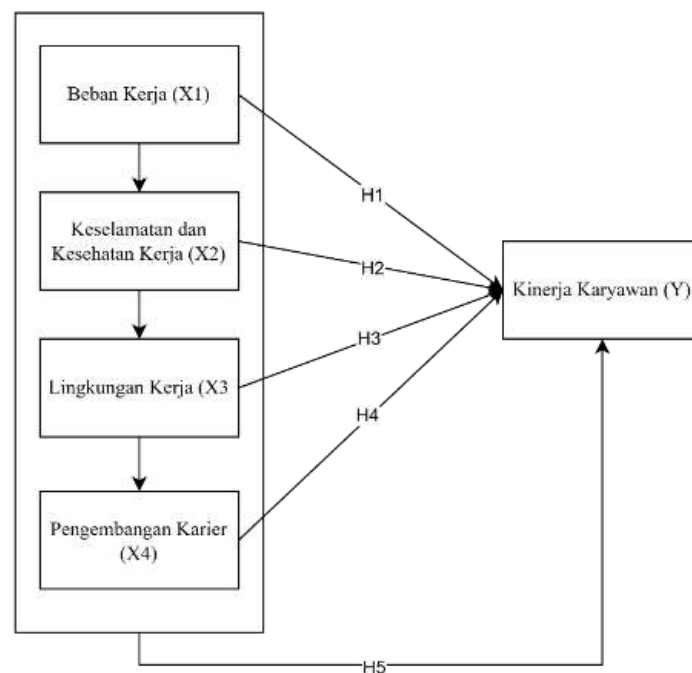 Beban Kerja (X1)
H1
Keselamatan dan
Kesehatan Kerja (X2)
H2
Kinerja Karyawan (Y)
H3
Lingkungan Kerja (X3
H4
Pengembangan Karier
(X4)
H5